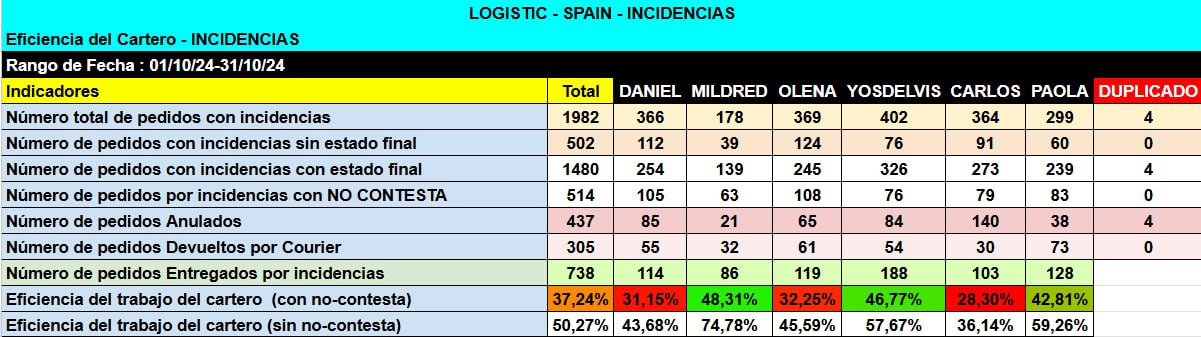 LOGISTIC - SPAIN - INCIDENCIAS
Eficiencia del Cartero - INCIDENCIAS
Rango de Fecha : 01/10/24-31/10/24
Indicadores Total DANIEL MILDRED OLENA YOSDELVIS CARLOS PAOLA DUPLICADO
Número total de pedidos con incidencias 1982 366 178 369 402 364 299 4
Número de pedidos con incidencias sin estado final 502 112 39 124 76 91 60 0
Número de pedidos con incidencias con estado final 1480 254 139 245 326 273 239 4
Número de pedidos por incidencias con NO CONTESTA 514 105 63 108 76 79 83 0
Número de pedidos Anulados 437 85 21 65 84 140 38 4
Número de pedidos Devueltos por Courier 305 55 32 61 54 30 73 0
Número de pedidos Entregados por incidencias 738 114 86 119 188 103 128
Eficiencia del trabajo del cartero (con no-contesta) 37,24% 31,15% 48,31% 32,25% 46,77% 28,30% 42,81%
Eficiencia del trabajo del cartero (sin no-contesta) 50,27% 43,68% 74,78% 45,59% 57,67% 36,14% 59,26%